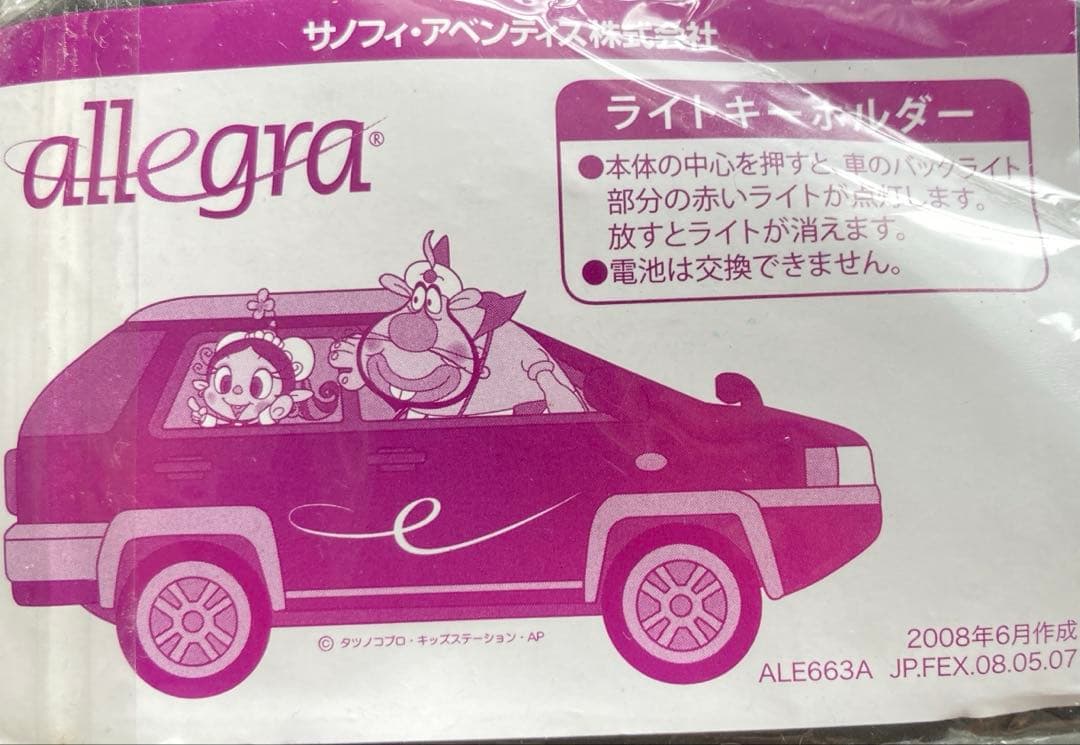 サノフィ・アベンティス株式会社
allegra®
ライトキーホルダー
●本体の中心を押すと、車のバックライト
部分の赤いライトが点灯します。
放すとライトが消えます。
●電池は交換できません。
e
© タツノコプロ・キッズステーション・AP
2008年6月作成
ALE663A JP.FEX.08.05.07